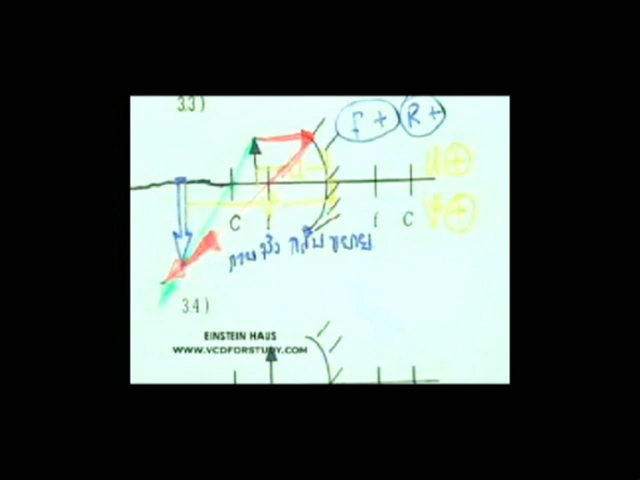 3.3 )
f + R +
C f f C
ภาพจริง กลับ ขยาย
3.4 )
EINSTEIN HAUS
WWW.VCDFORSTUDY.COM